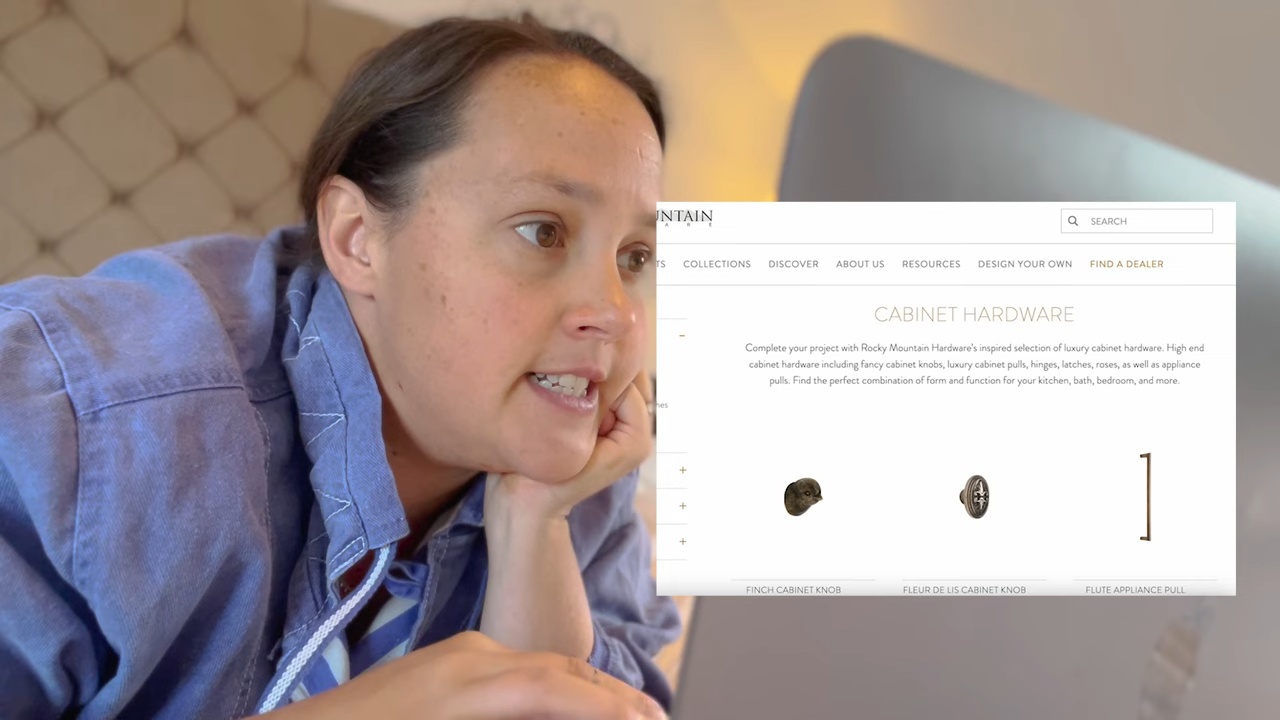 UNTAIN
SEARCH
TS COLLECTIONS DISCOVER ABOUT US RESOURCES DESIGN YOUR OWN FIND A DEALER
CABINET HARDWARE
Complete your project with Rocky Mountain Hardware's inspired selection of luxury cabinet hardware. High end
cabinet hardware including fancy cabinet knobs, luxury cabinet pulls, hinges, latches, roses, as well as appliance
pulls. Find the perfect combination of form and function for your kitchen, bath, bedroom, and more.
nes
FINCH CABINET KNOB FLEUR DE LIS CABINET KNOB FLUTE APPLIANCE PULL